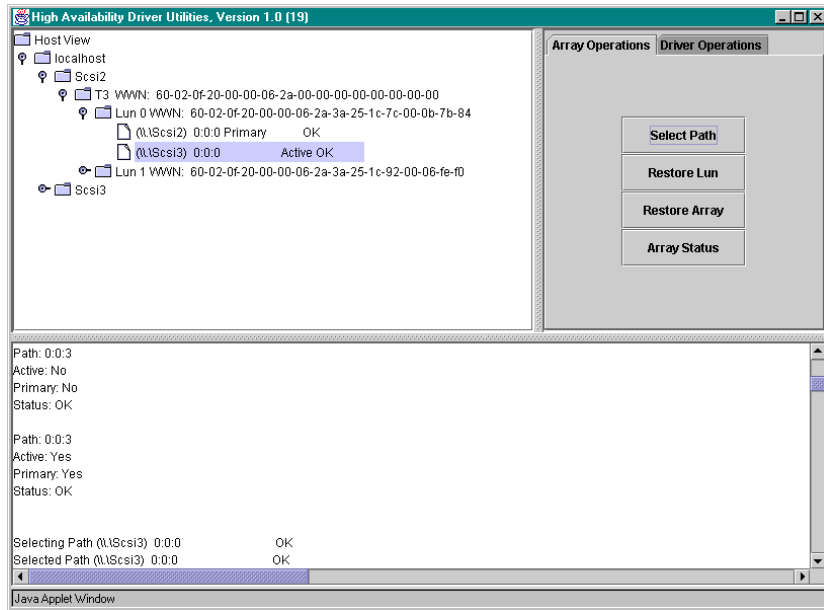 High Availability Driver Utilities, Version 1.0 (19)
Host View
localhost
Scsi2
T3 WWN: 60-02-0f-20-00-00-06-2a-00-00-00-00-00-00-00-00
Lun 0 WWN: 60-02-0f-20-00-00-06-2a-3a-25-1c-7c-00-0b-7b-84
(\\.\Scsi2) 0:0:0 Primary OK
(\\.\Scsi3) 0:0:0 Active OK
Lun 1 WWN: 60-02-0f-20-00-00-06-2a-3a-25-1c-92-00-06-fe-f0
Scsi3
Array Operations Driver Operations
Select Path
Restore Lun
Restore Array
Array Status
Path: 0:0:3
Active: No
Primary: No
Status: OK
Path: 0:0:3
Active: Yes
Primary: Yes
Status: OK
Selecting Path (\\.\Scsi3) 0:0:0 OK
Selected Path (\\.\Scsi3) 0:0:0 OK
Java Applet Window